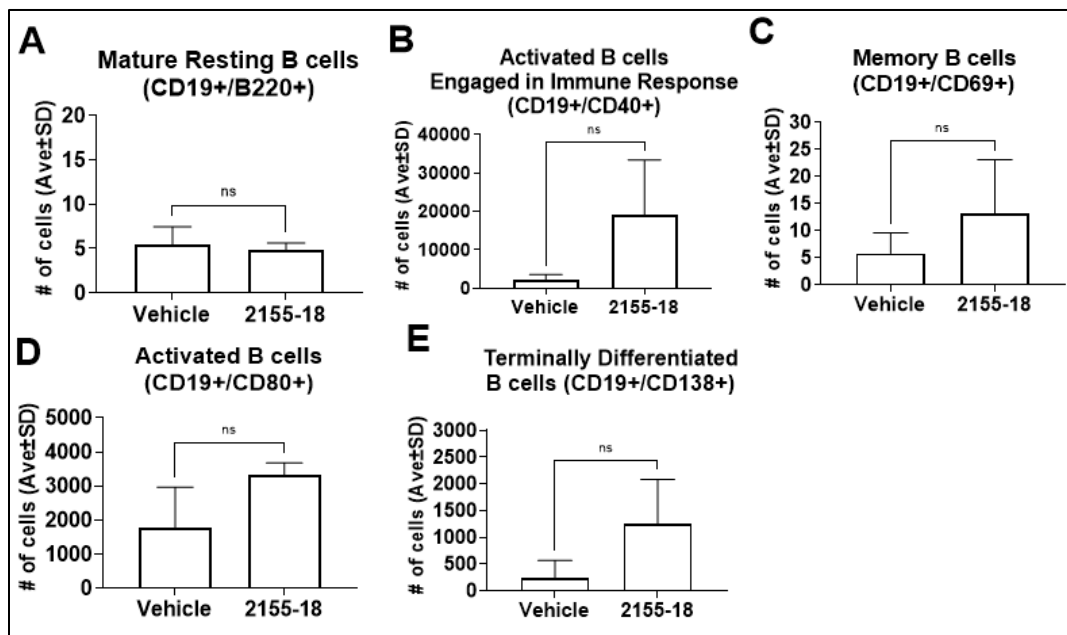 A
Mature Resting B cells
(CD19+/B220+)
# of cells (Ave±SD)
20
15
10
5
0
ns
Vehicle
2155-18
B
Activated B cells
Engaged in Immune Response
(CD19+/CD40+)
# of cells (Ave±SD)
40000
30000
20000
10000
0
ns
Vehicle
2155-18
C
Memory B cells
(CD19+/CD69+)
# of cells (Ave±SD)
30
25
20
15
10
5
0
ns
Vehicle
2155-18
D
Activated B cells
(CD19+/CD80+)
# of cells (Ave±SD)
5000
4000
3000
2000
1000
0
ns
Vehicle
2155-18
E
Terminally Differentiated
B cells (CD19+/CD138+)
# of cells (Ave±SD)
3000
2500
2000
1500
1000
500
0
ns
Vehicle
2155-18